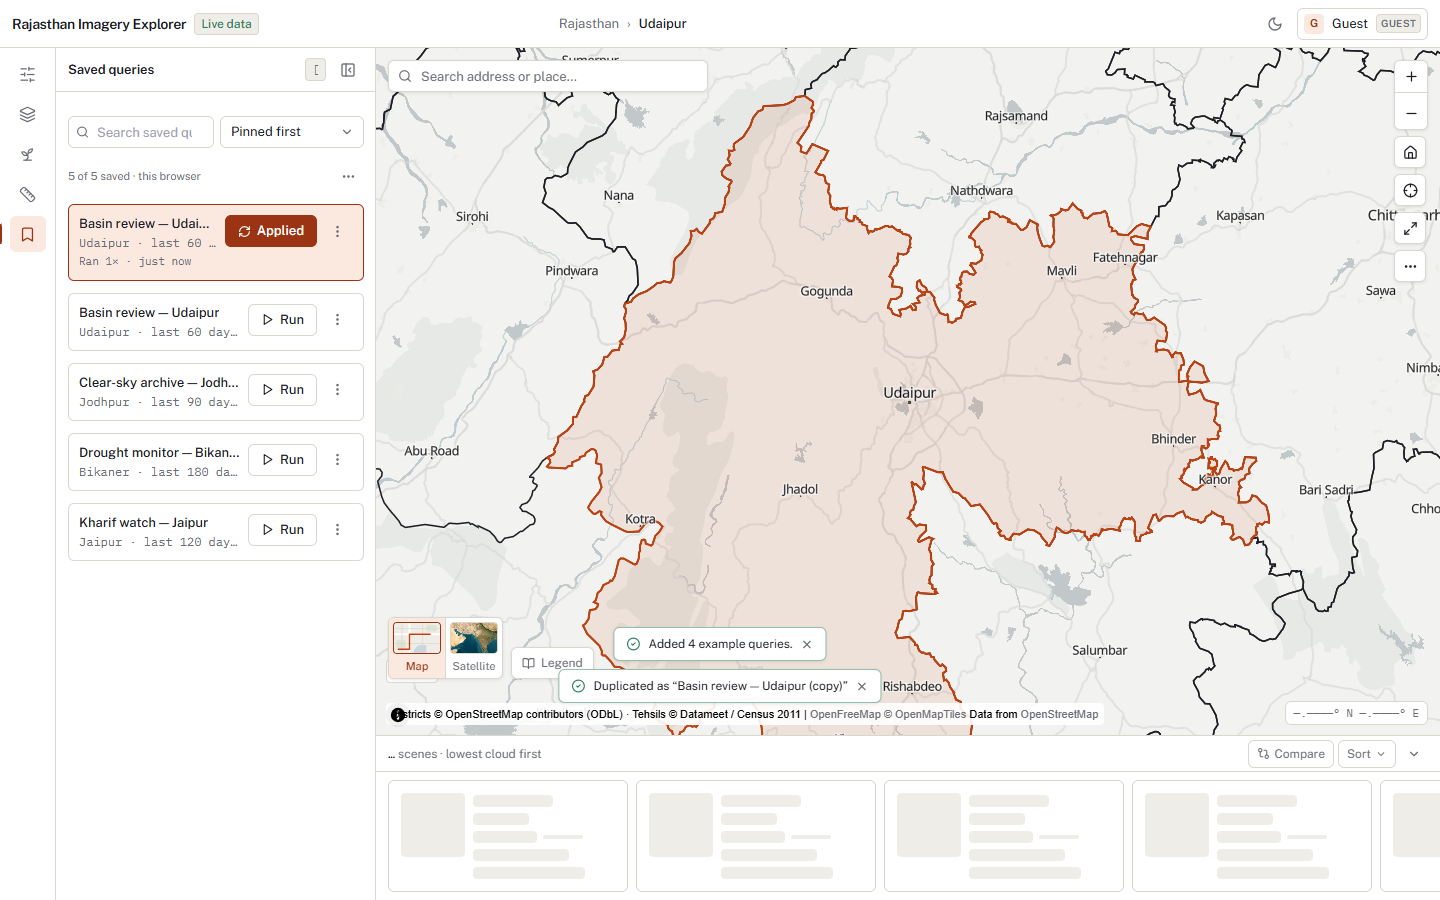 Rajasthan Imagery Explorer
Live data
Rajasthan › Udaipur
G Guest GUEST
Saved queries
[
Search saved qu
Pinned first
5 of 5 saved · this browser
Basin review — Udai...
Udaipur · last 60 …
Ran 1× · just now
Applied
Basin review — Udaipur
Udaipur · last 60 day…
Run
Clear-sky archive — Jodh...
Jodhpur · last 90 day…
Run
Drought monitor — Bikan...
Bikaner · last 180 da…
Run
Kharif watch — Jaipur
Jaipur · last 120 day…
Run
Search address or place...
Sumerpur
Rajsamand
Nana
Nathdwara
Sirohi
Kapasan
Pindwara
Fatehnagar
Mavli
Gogunda
Sawa
Nimba
Udaipur
Abu Road
Bhinder
Kanor
Jhadol
Bari Sadri
Kotra
Chho
Salumbar
Rishabdeo
Map
Satellite
Legend
Added 4 example queries.
Duplicated as “Basin review — Udaipur (copy)”
stricts © OpenStreetMap contributors (ODbL) · Tehsils © Datameet / Census 2011 | OpenFreeMap © OpenMapTiles Data from OpenStreetMap
—.———° N —.———° E
… scenes · lowest cloud first
Compare
Sort